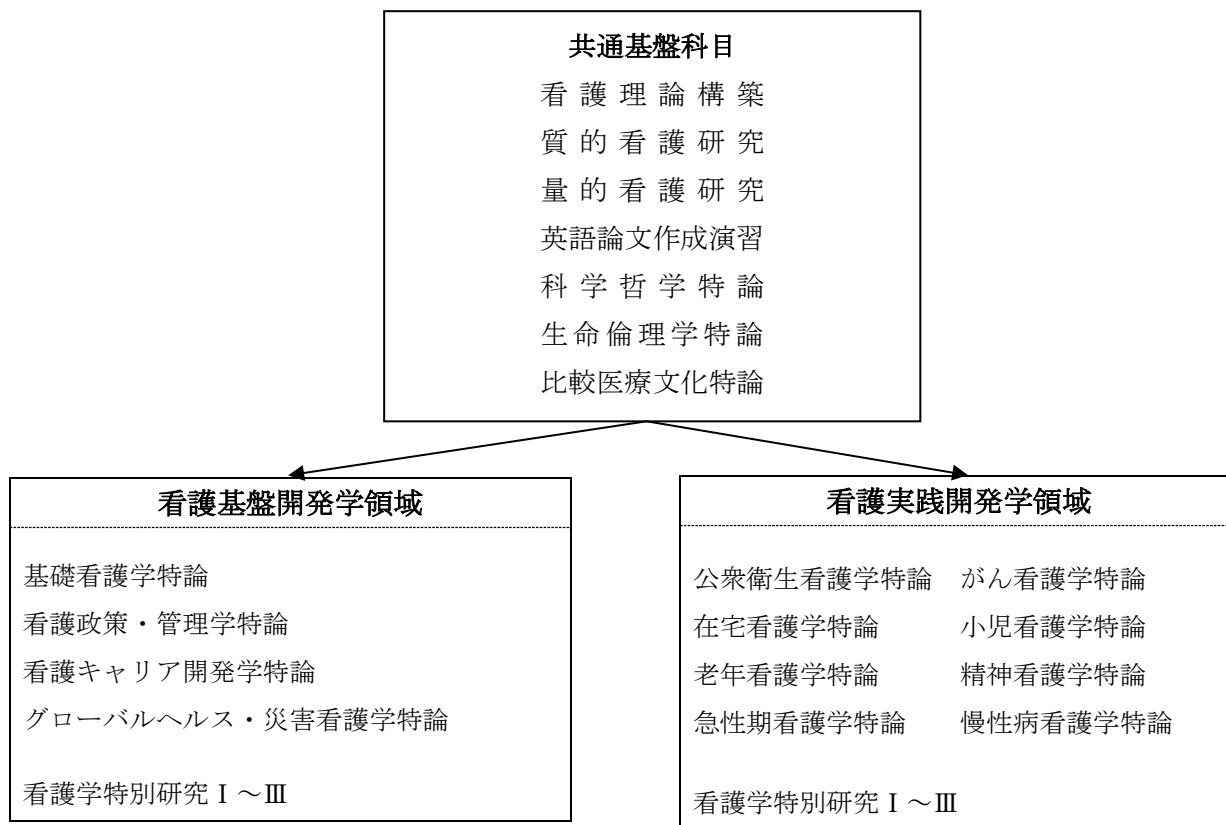 共通基盤科目
看護理論構築
質的看護研究
量的看護研究
英語論文作成演習
科学哲学特論
生命倫理学特論
比較医療文化特論
看護基盤開発学領域
基礎看護学特論
看護政策・管理学特論
看護キャリア開発学特論
グローバルヘルス・災害看護学特論
看護学特別研究Ⅰ～Ⅲ
看護実践開発学領域
公衆衛生看護学特論 がん看護学特論
在宅看護学特論 小児看護学特論
老年看護学特論 精神看護学特論
急性期看護学特論 慢性病看護学特論
看護学特別研究Ⅰ～Ⅲ